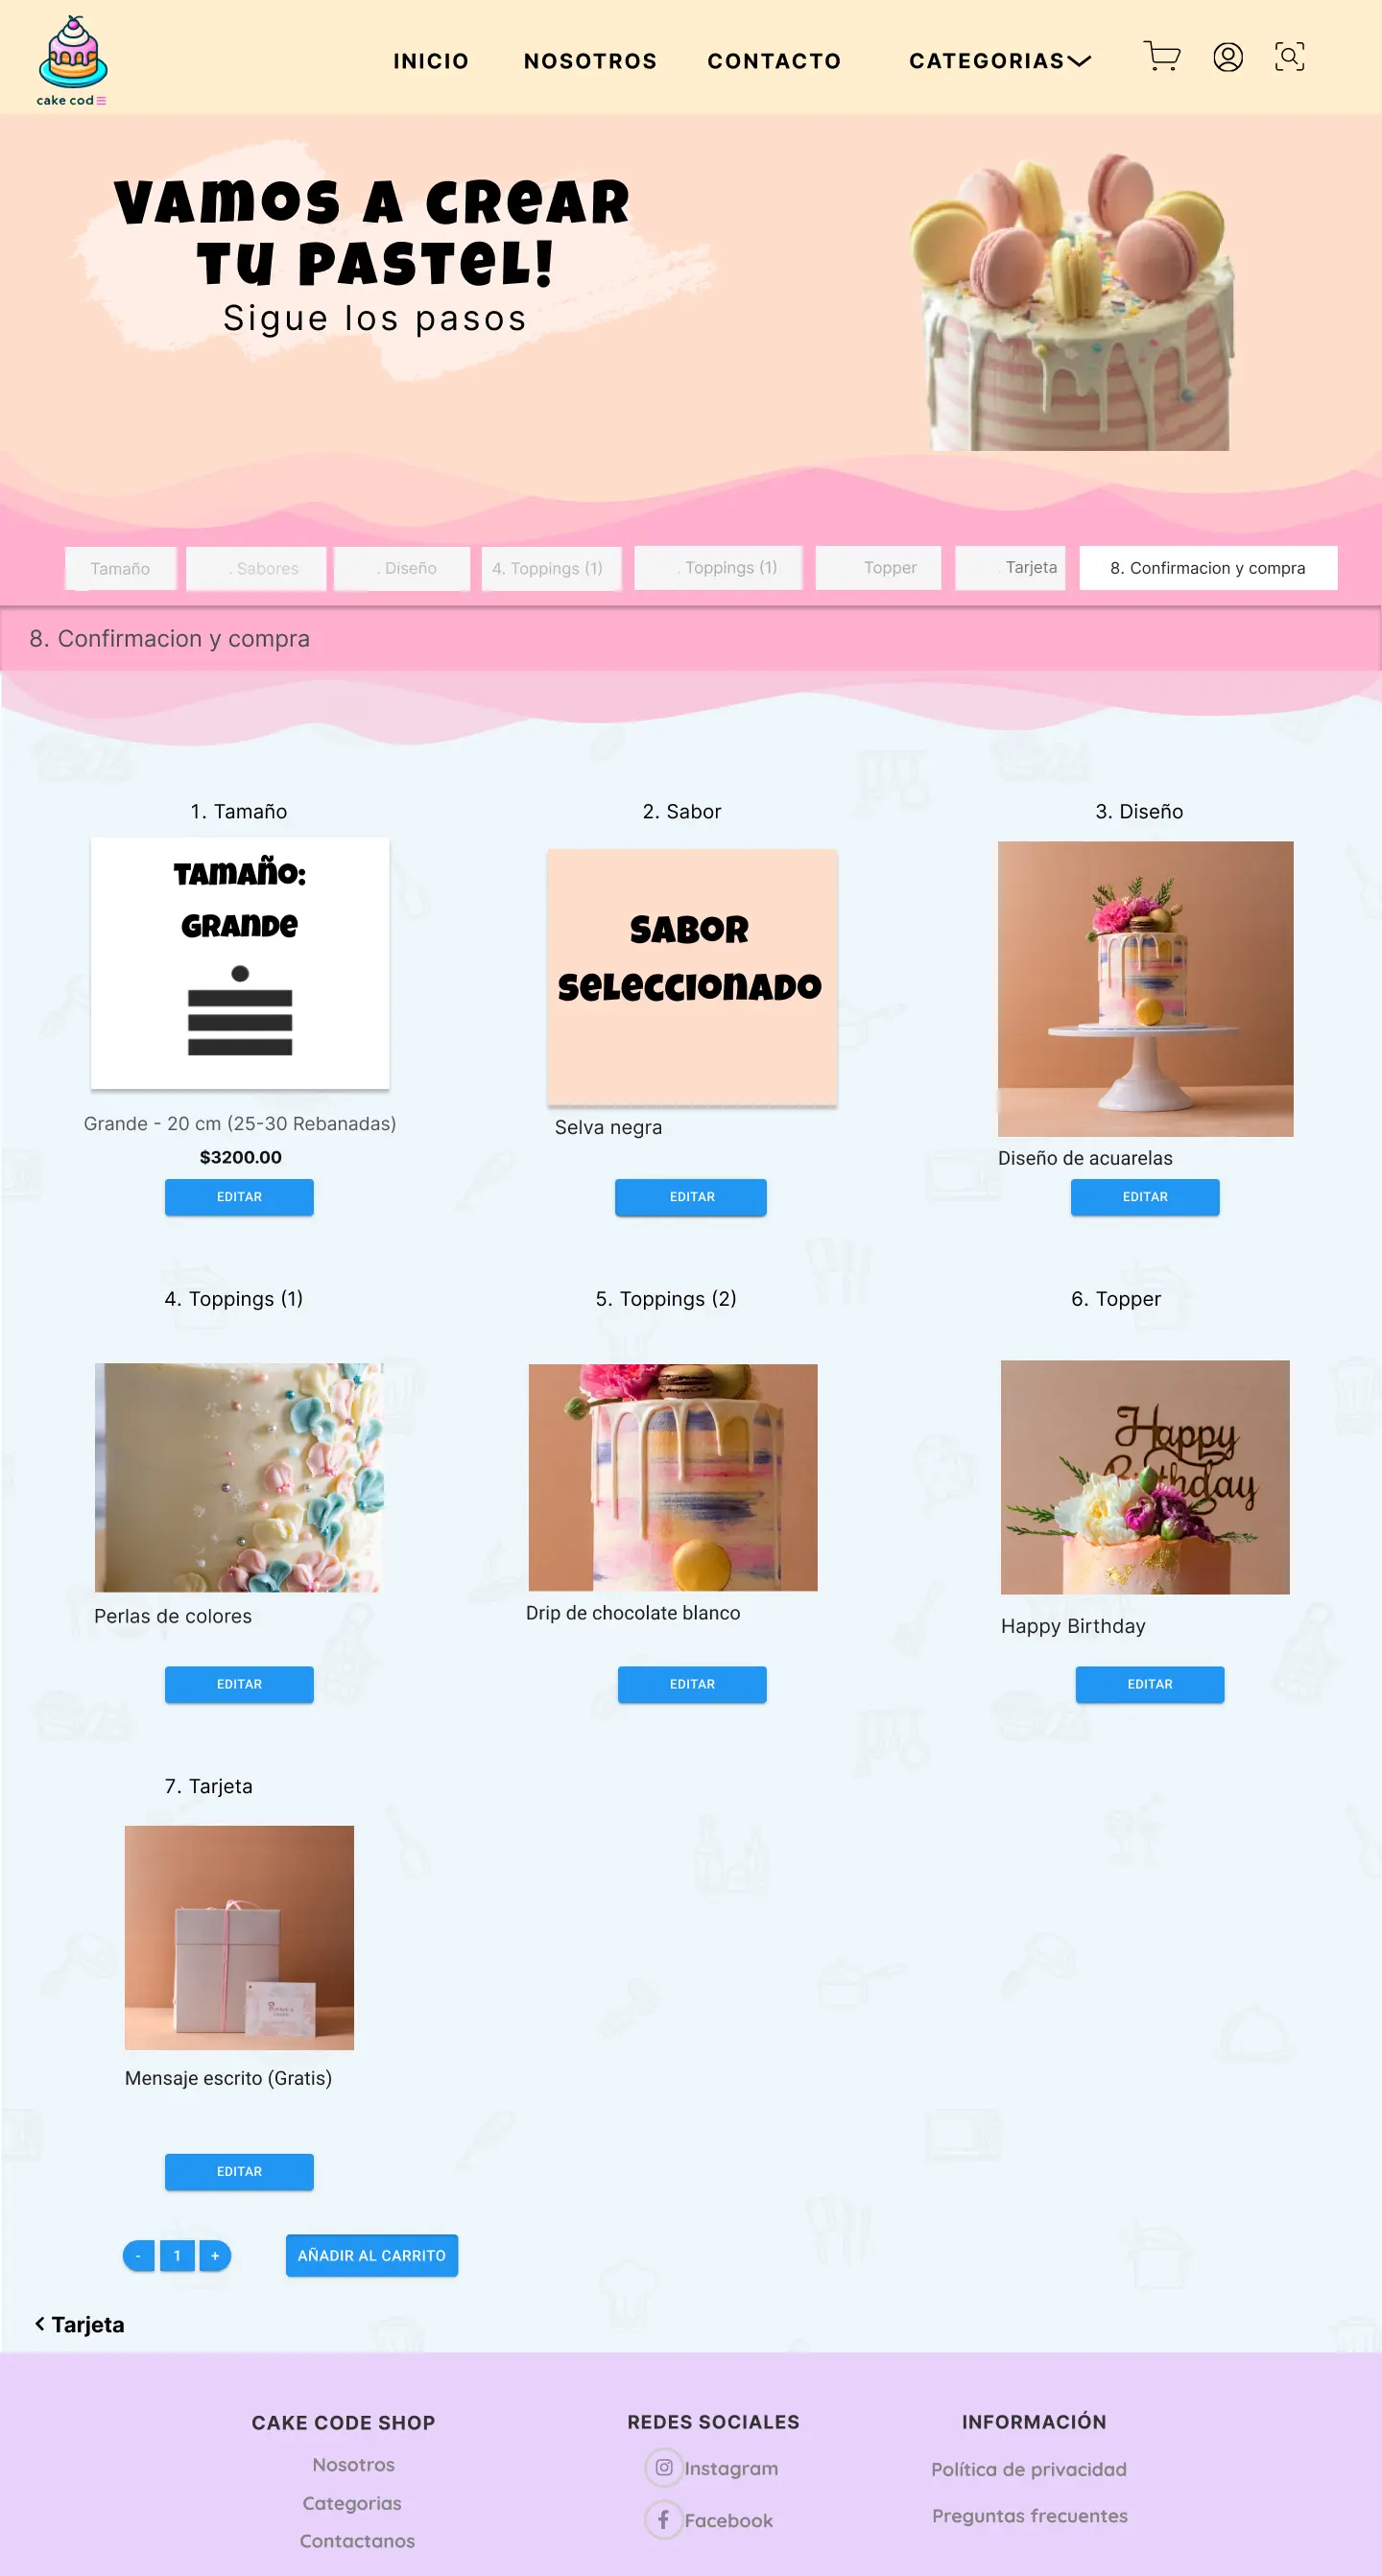 cake cod
INICIO NOSOTROS CONTACTO CATEGORIAS
VAMOS A CREAR
TU PASTEL!
Sigue los pasos
Tamaño . Sabores . Diseño 4. Toppings (1) . Toppings (1) Topper Tarjeta 8. Confirmacion y compra
8. Confirmacion y compra
1. Tamaño 2. Sabor 3. Diseño
TAMAÑO:
GRANDE
SABOR
SELECCIONADO
Grande - 20 cm (25-30 Rebanadas)
$3200.00
Selva negra
Diseño de acuarelas
EDITAR EDITAR EDITAR
4. Toppings (1) 5. Toppings (2) 6. Topper
Happy
Birthday
Perlas de colores
Drip de chocolate blanco
Happy Birthday
EDITAR EDITAR EDITAR
7. Tarjeta
Mensaje escrito (Gratis)
EDITAR
- 1 + AÑADIR AL CARRITO
< Tarjeta
CAKE CODE SHOP
Nosotros
Categorias
Contactanos
REDES SOCIALES
Instagram
Facebook
INFORMACIÓN
Política de privacidad
Preguntas frecuentes